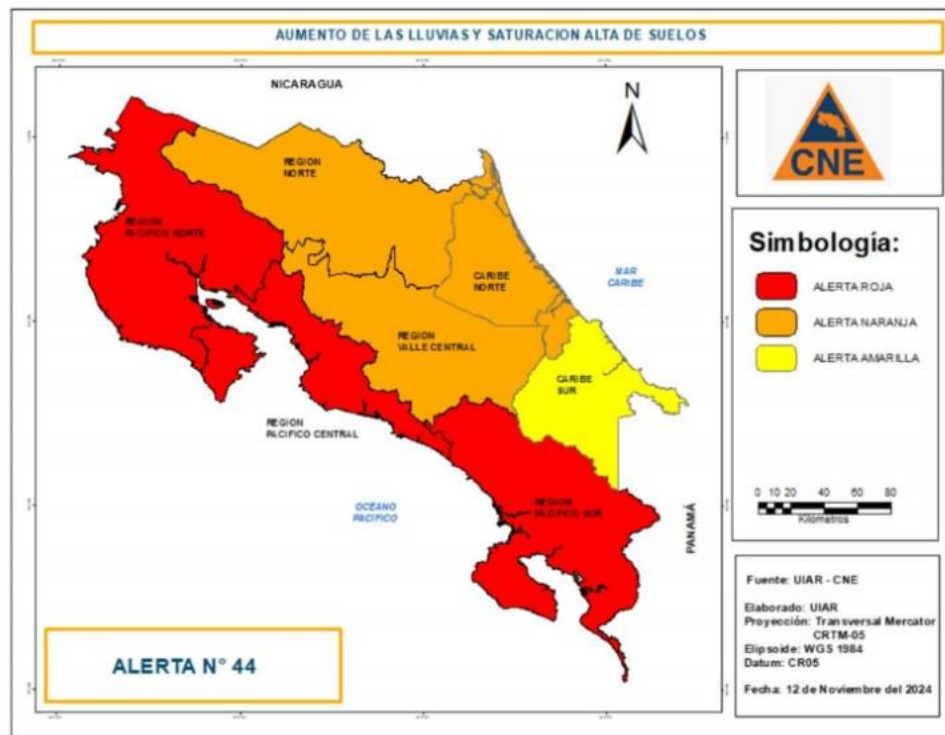 AUMENTO DE LAS LLUVIAS Y SATURACION ALTA DE SUELOS
NICARAGUA
N
REGION
NORTE
REGION
PACIFICO NORTE
CARIBE
NORTE
MAR
CARIBE
REGION
VALLE CENTRAL
CARIBE
SUR
REGION
PACIFICO CENTRAL
OCEANO
PACIFICO
REGION
PACIFICO SUR
PANAMÁ
ALERTA N° 44
CNE
Simbología:
ALERTA ROJA
ALERTA NARANJA
ALERTA AMARILLA
0 10 20 40 60 80
Kilometros
Fuente: UIAR - CNE
Elaborado: UIAR
Proyección: Transversal Mercator
CRTM-05
Elipsoide: WGS 1984
Datum: CR05
Fecha: 12 de Noviembre del 2024